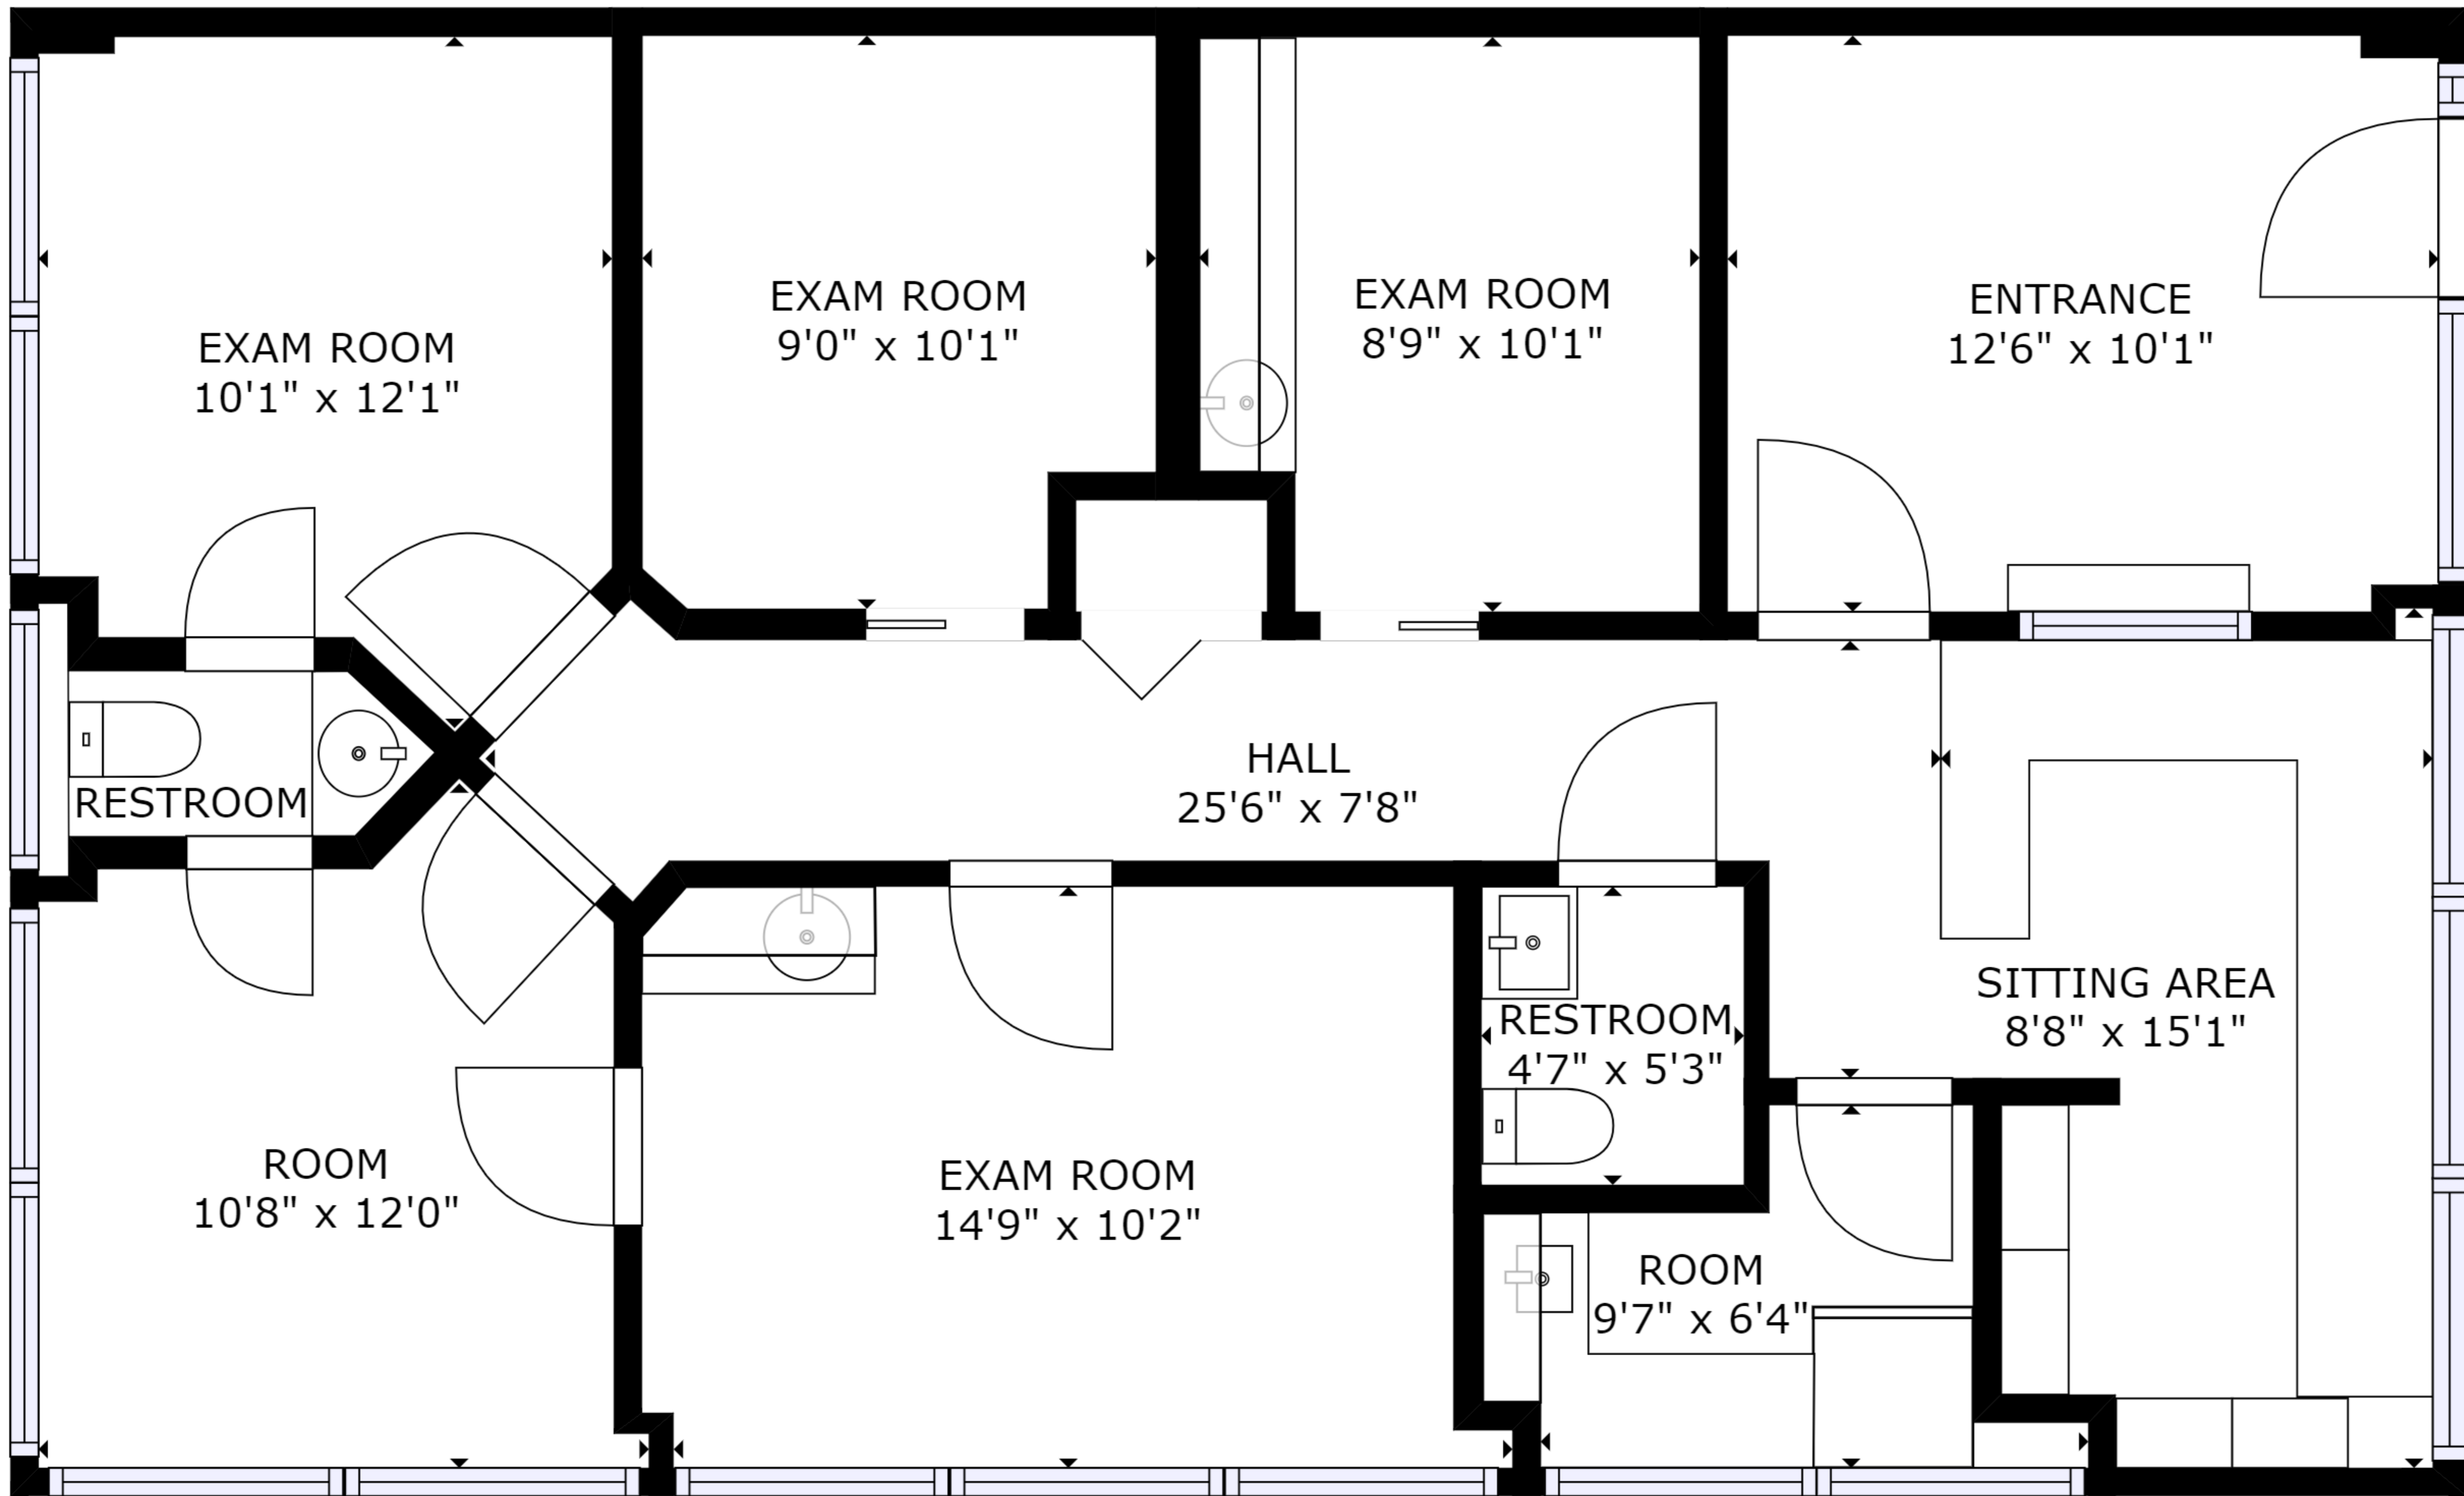 EXAM ROOM
10'1" x 12'1"
EXAM ROOM
9'0" x 10'1"
EXAM ROOM
8'9" x 10'1"
ENTRANCE
12'6" x 10'1"
RESTROOM
HALL
25'6" x 7'8"
SITTING AREA
8'8" x 15'1"
RESTROOM
4'7" x 5'3"
ROOM
10'8" x 12'0"
EXAM ROOM
14'9" x 10'2"
ROOM
9'7" x 6'4"